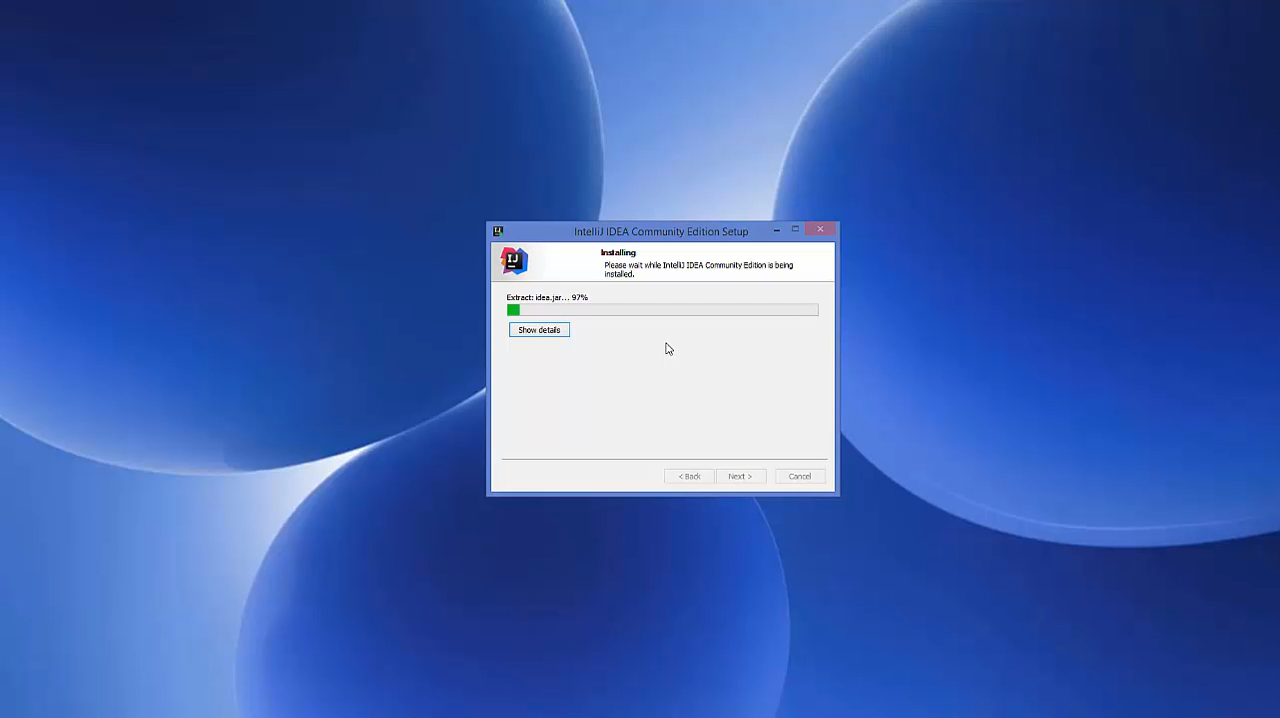 IntelliJ IDEA Community Edition Setup
IJ
Installing
Please wait while IntelliJ IDEA Community Edition is being
installed.
Extract: idea.jar... 97%
Show details
< Back
Next >
Cancel